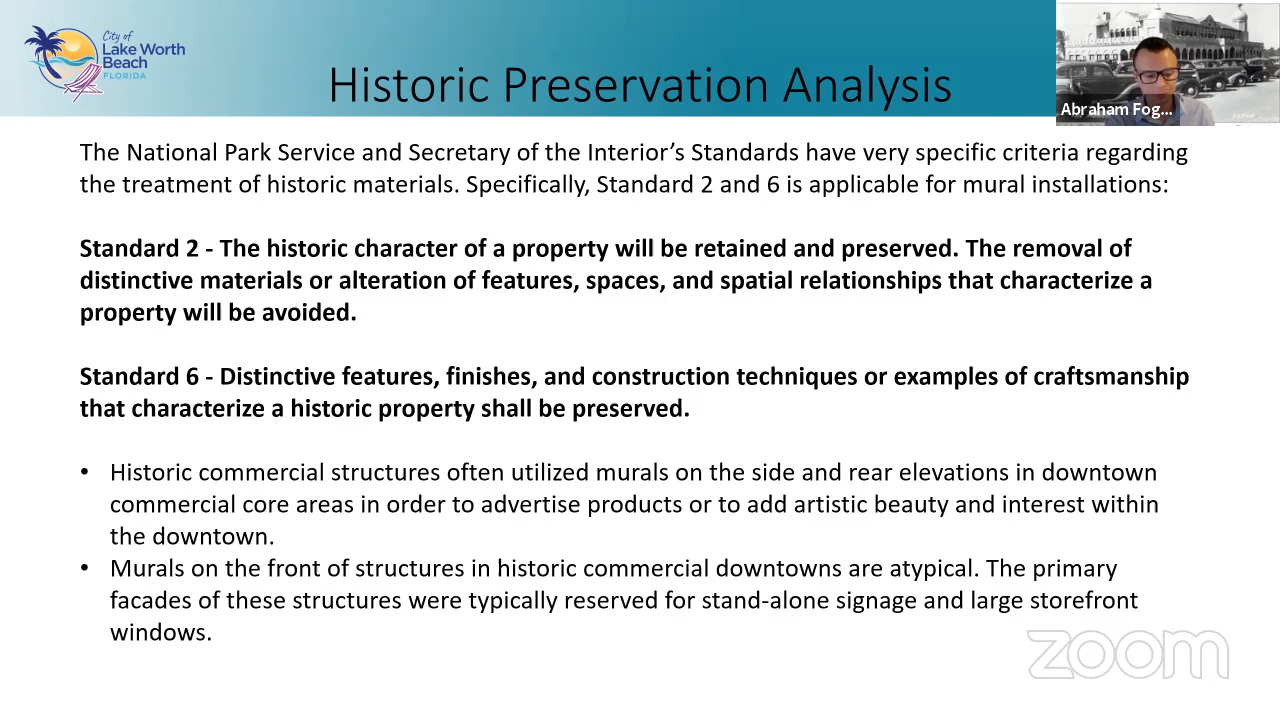 City of
Lake Worth
Beach
FLORIDA
Historic Preservation Analysis
Abraham Fog...
The National Park Service and Secretary of the Interior’s Standards have very specific criteria regarding
the treatment of historic materials. Specifically, Standard 2 and 6 is applicable for mural installations:
Standard 2 - The historic character of a property will be retained and preserved. The removal of
distinctive materials or alteration of features, spaces, and spatial relationships that characterize a
property will be avoided.
Standard 6 - Distinctive features, finishes, and construction techniques or examples of craftsmanship
that characterize a historic property shall be preserved.
• Historic commercial structures often utilized murals on the side and rear elevations in downtown
commercial core areas in order to advertise products or to add artistic beauty and interest within
the downtown.
• Murals on the front of structures in historic commercial downtowns are atypical. The primary
facades of these structures were typically reserved for stand-alone signage and large storefront
windows.
zoom